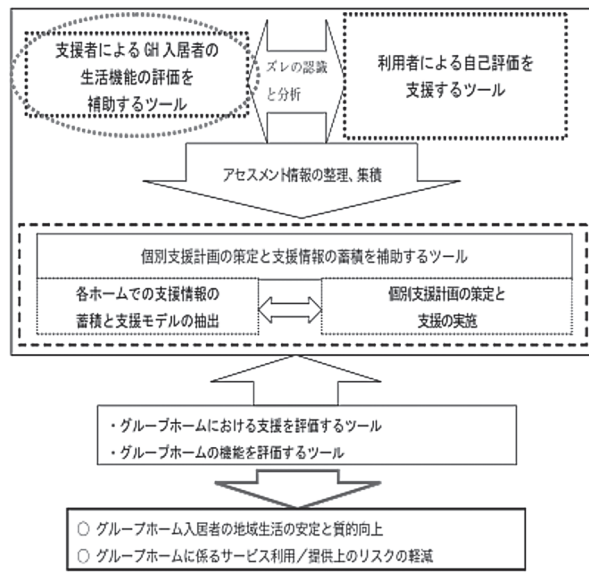 支援者による GH 入居者の
生活機能の評価を
補助するツール
ズレの認識
と分析
利用者による自己評価を
支援するツール
アセスメント情報の整理、集積
個別支援計画の策定と支援情報の蓄積を補助するツール
各ホームでの支援情報の
蓄積と支援モデルの抽出
個別支援計画の策定と
支援の実施
・グループホームにおける支援を評価するツール
・グループホームの機能を評価するツール
○ グループホーム入居者の地域生活の安定と質的向上
○ グループホームに係るサービス利用／提供上のリスクの軽減